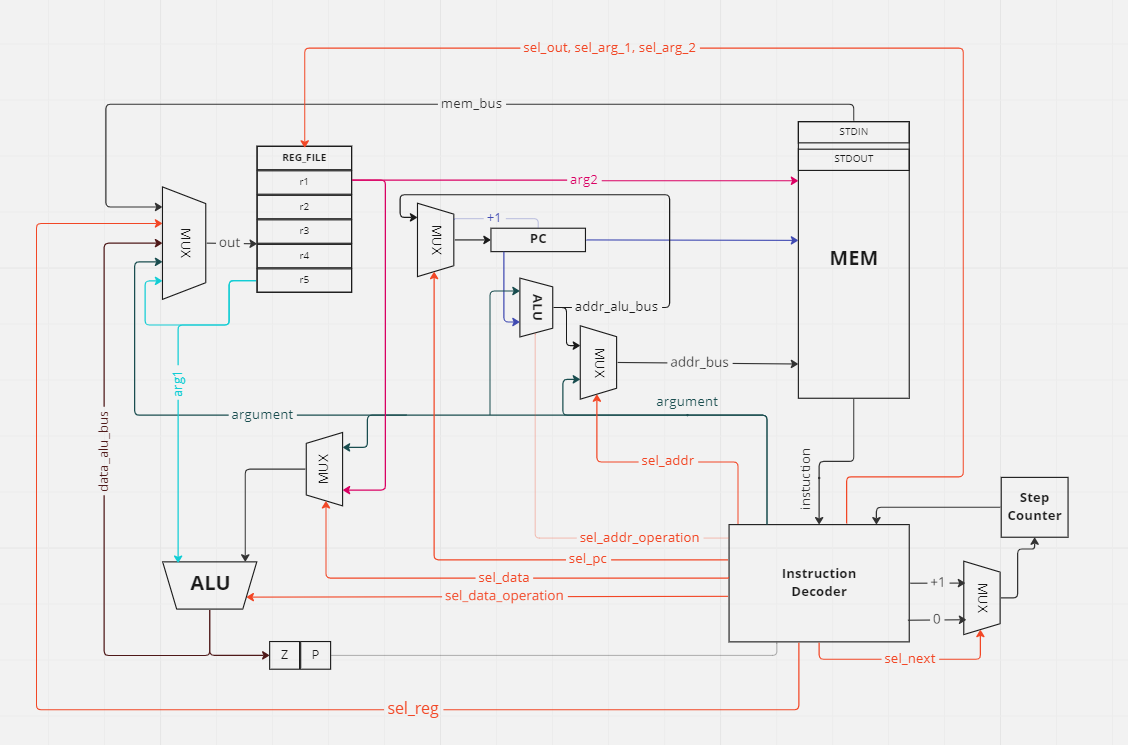 sel_out, sel_arg_1, sel_arg_2
mem_bus
STDIN
REG_FILE
STDOUT
r1
arg2
r2
+1
r3
MUX
MUX
out
PC
r4
MEM
r5
ALU
addr_alu_bus
MUX
addr_bus
arg1
argument
argument
data_alu_bus
MUX
sel_addr
instuction
Step
Counter
sel_addr_operation
sel_pc
ALU
sel_data
Instruction
Decoder
+1
MUX
sel_data_operation
0
Z
P
sel_next
sel_reg